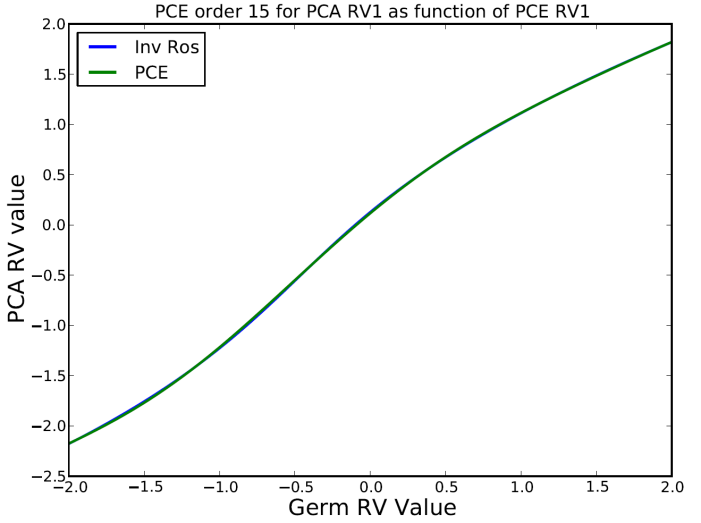 PCE order 15 for PCA RV1 as function of PCE RV1
2.0
Inv Ros
PCE
1.5
1.0
0.5
0.0
−0.5
−1.0
−1.5
−2.0
−2.5
PCA RV value
−2.0 −1.5 −1.0 −0.5 0.0 0.5 1.0 1.5 2.0
Germ RV Value